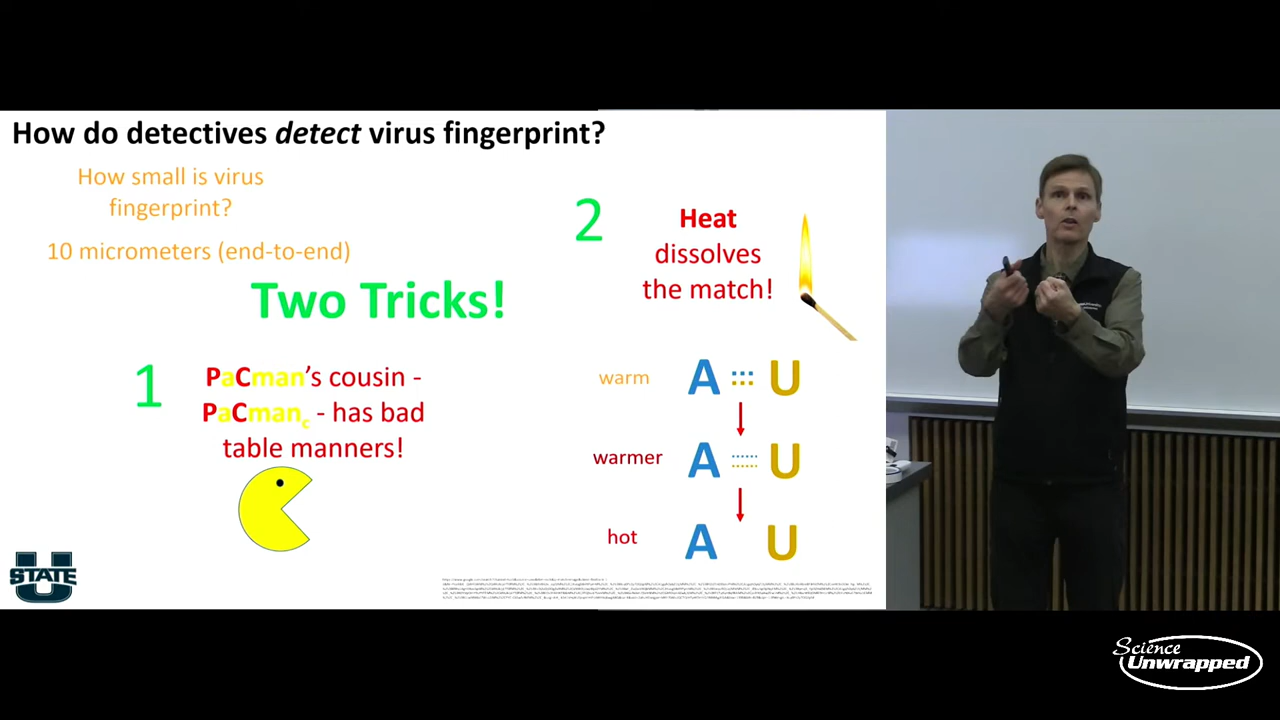 How do detectives detect virus fingerprint?
How small is virus
fingerprint?
10 micrometers (end-to-end)
Two Tricks!
1
PaCman's cousin -
PaCmanc - has bad
table manners!
2
Heat
dissolves
the match!
warm A U
warmer A U
hot A U
U
STATE
Science
Unwrapped